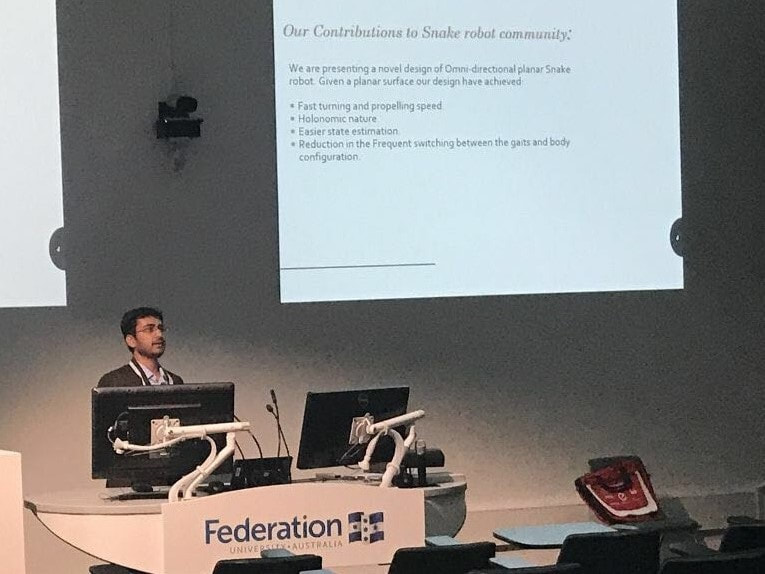 Our Contributions to Snake robot community:
We are presenting a novel design of Omni-directional planar Snake
robot. Given a planar surface our design have achieved:
• Fast turning and propelling speed.
• Holonomic nature.
• Easier state estimation.
• Reduction in the Frequent switching between the gaits and body
configuration.
Federation
UNIVERSITY • AUSTRALIA